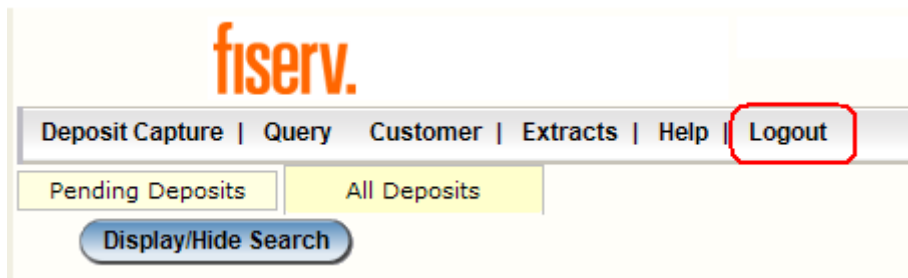 fiserv.
Deposit Capture | Query Customer | Extracts | Help | Logout
Pending Deposits All Deposits
Display/Hide Search